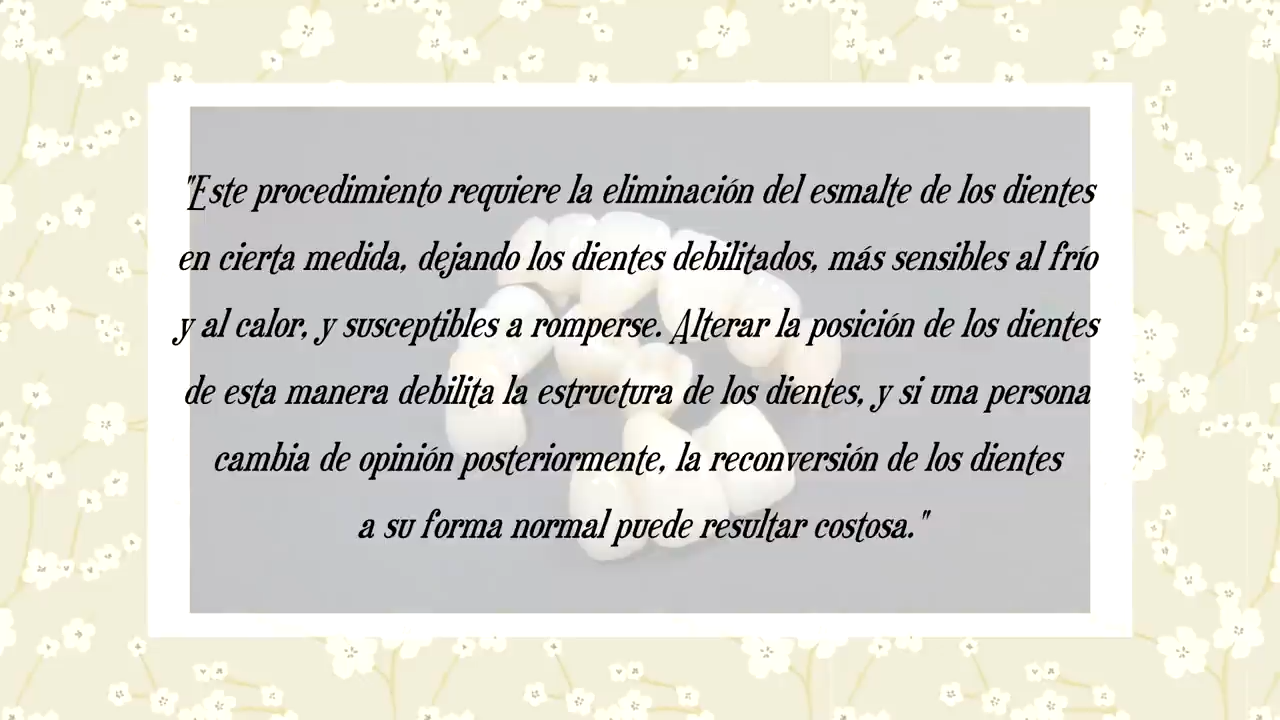 "Este procedimiento requiere la eliminación del esmalte de los dientes
en cierta medida, dejando los dientes debilitados, más sensibles al frío
y al calor, y susceptibles a romperse. Alterar la posición de los dientes
de esta manera debilita la estructura de los dientes, y si una persona
cambia de opinión posteriormente, la reconversión de los dientes
a su forma normal puede resultar costosa."